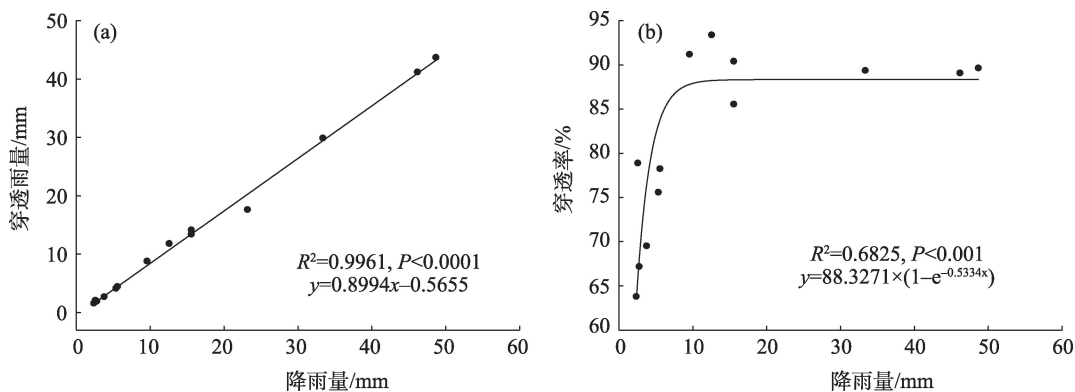 (a)
50
40
30
20
10
0
穿透雨量/mm
R²=0.9961, P<0.0001
y=0.8994x–0.5655
0 10 20 30 40 50 60
降雨量/mm
(b)
95
90
85
80
75
70
65
60
穿透率/%
R²=0.6825, P<0.001
y=88.3271×(1–e⁻⁰·⁵³³⁴ˣ)
0 10 20 30 40 50 60
降雨量/mm